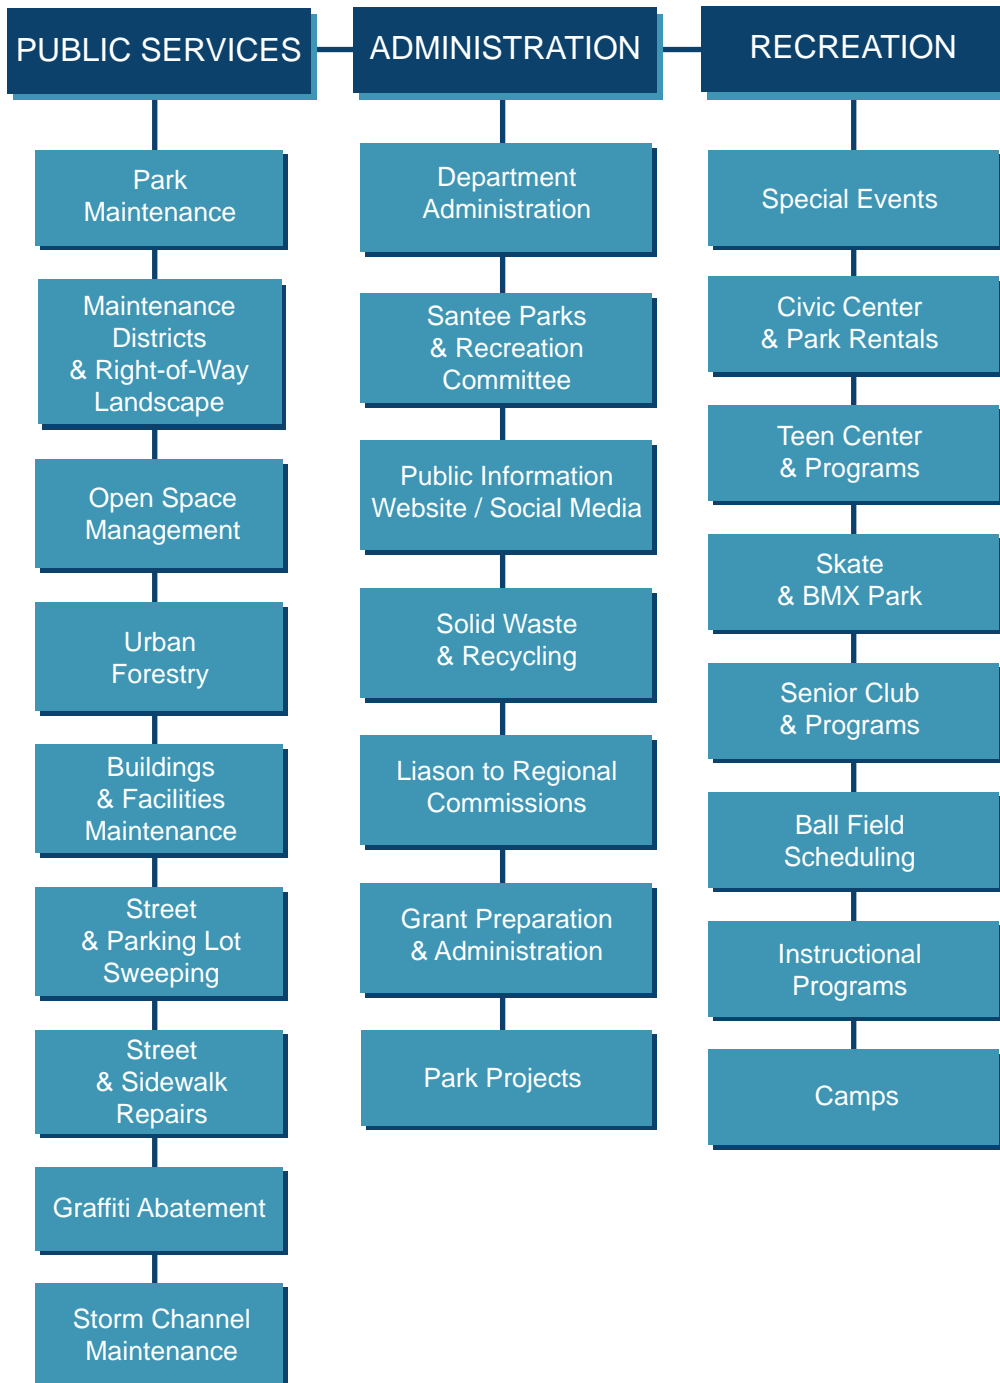 PUBLIC SERVICES
Park
Maintenance
Maintenance
Districts
& Right-of-Way
Landscape
Open Space
Management
Urban
Forestry
Buildings
& Facilities
Maintenance
Street
& Parking Lot
Sweeping
Street
& Sidewalk
Repairs
Graffiti Abatement
Storm Channel
Maintenance
ADMINISTRATION
Department
Administration
Santee Parks
& Recreation
Committee
Public Information
Website / Social Media
Solid Waste
& Recycling
Liason to Regional
Commissions
Grant Preparation
& Administration
Park Projects
RECREATION
Special Events
Civic Center
& Park Rentals
Teen Center
& Programs
Skate
& BMX Park
Senior Club
& Programs
Ball Field
Scheduling
Instructional
Programs
Camps